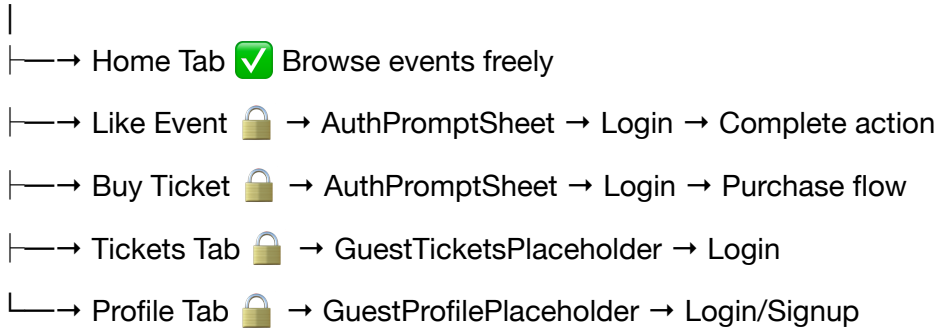 |
├──→ Home Tab ✅ Browse events freely
├──→ Like Event 🔒 → AuthPromptSheet → Login → Complete action
├──→ Buy Ticket 🔒 → AuthPromptSheet → Login → Purchase flow
├──→ Tickets Tab 🔒 → GuestTicketsPlaceholder → Login
└──→ Profile Tab 🔒 → GuestProfilePlaceholder → Login/Signup